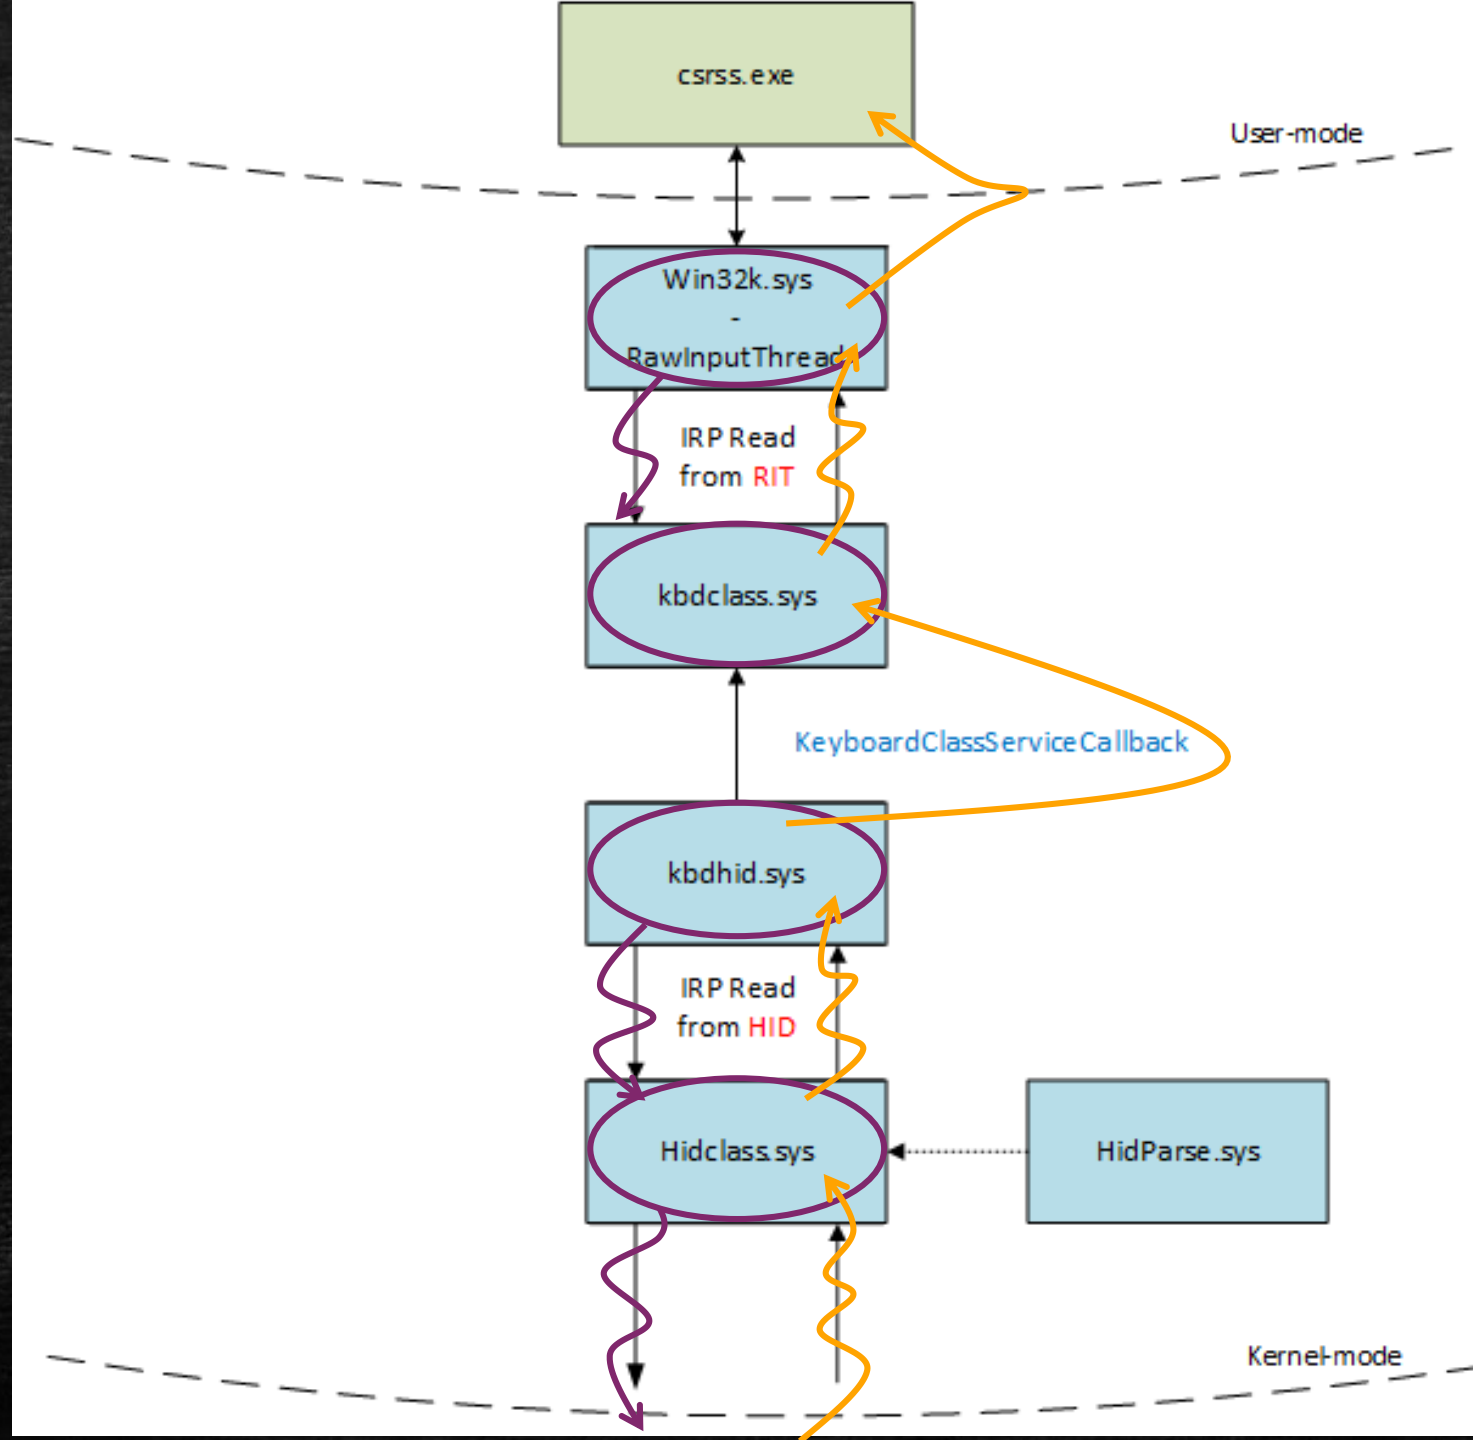 csrss.exe
User-mode
Win32k.sys
-
RawInputThread
IRP Read
from RIT
kbdclass.sys
KeyboardClassServiceCallback
kbdhid.sys
IRP Read
from HID
Hidclass.sys
HidParse.sys
Kernel-mode